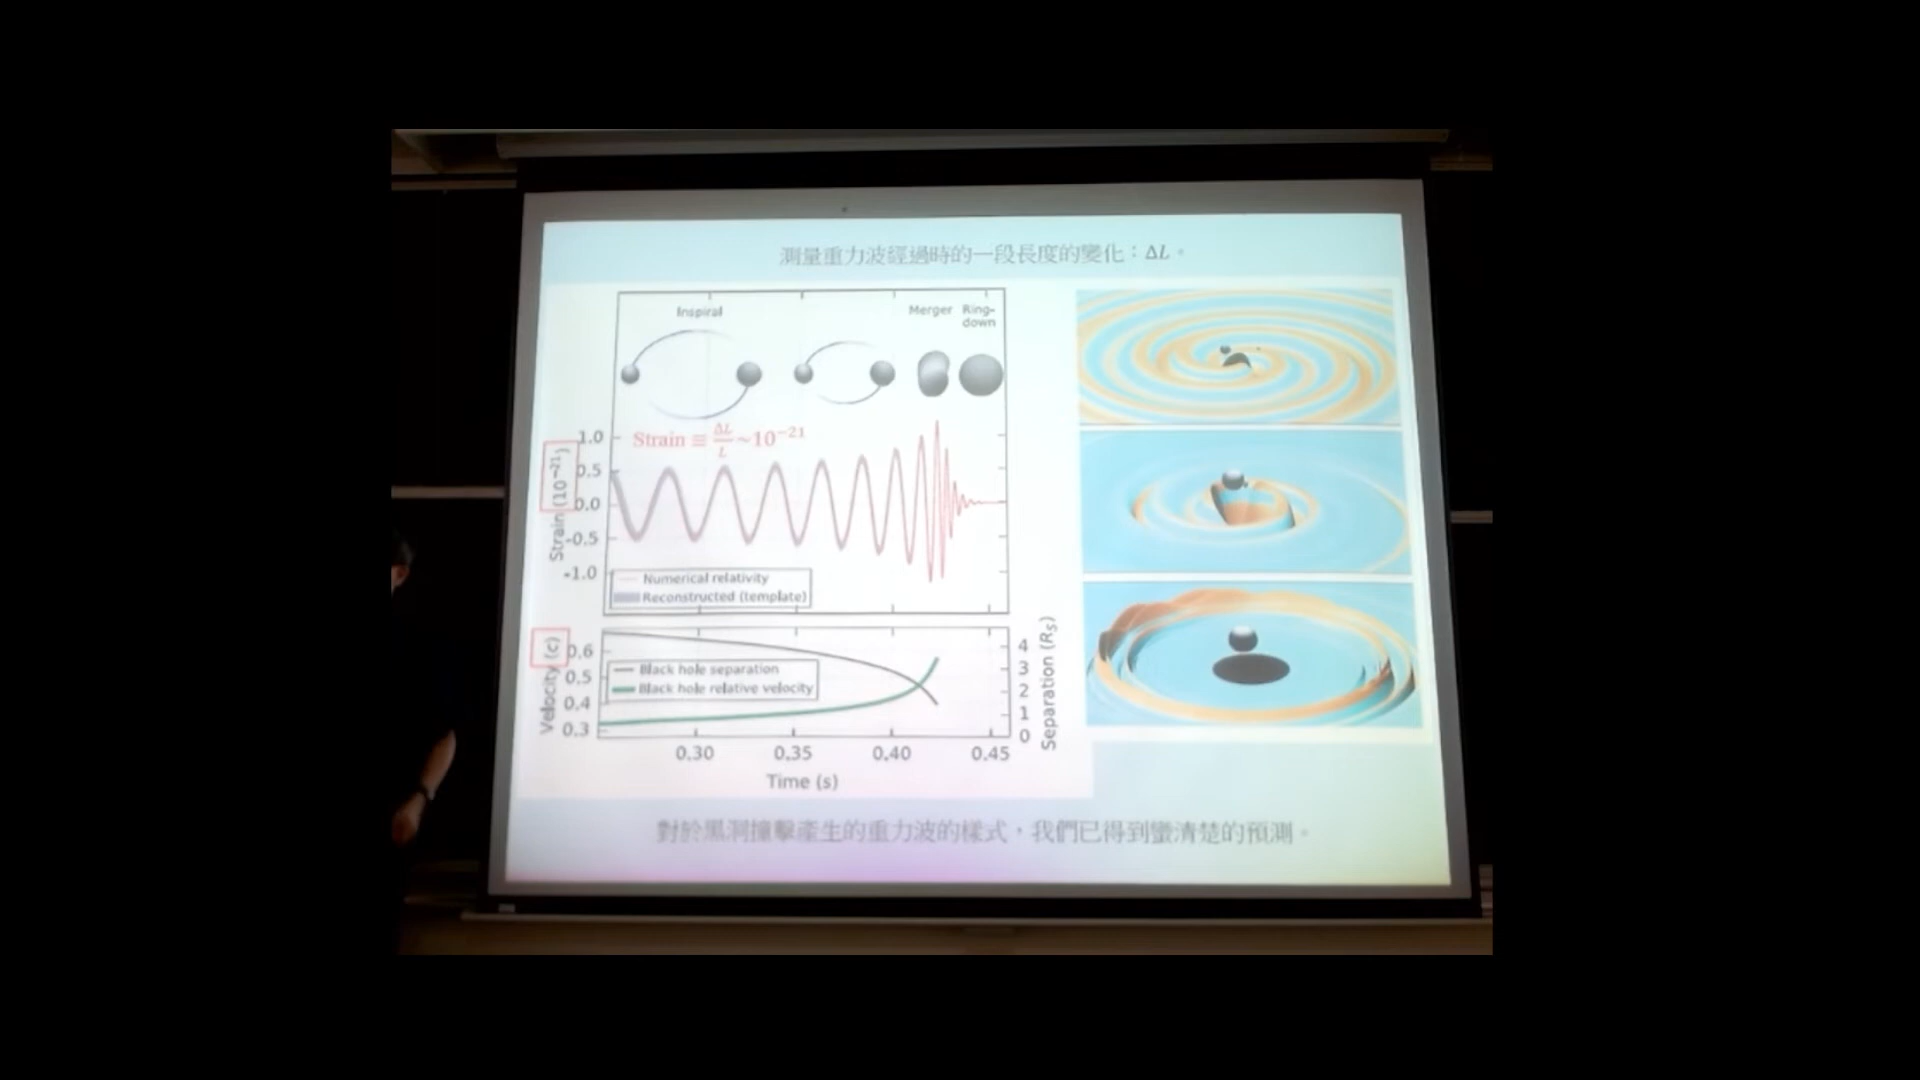 測量重力波經過時的一段長度的變化：ΔL。
Inspiral
Merger
Ring-
down
Strain ≡ ΔL/L ~10⁻²¹
Strain (10⁻²¹)
1.0
0.5
0.0
-0.5
-1.0
Numerical relativity
Reconstructed (template)
Velocity (c)
0.6
0.5
0.4
0.3
Black hole separation
Black hole relative velocity
4
3
2
1
0
Separation (Rₛ)
0.30 0.35 0.40 0.45
Time (s)
對於黑洞撞擊產生的重力波的樣式，我們已得到蠻清楚的預測。